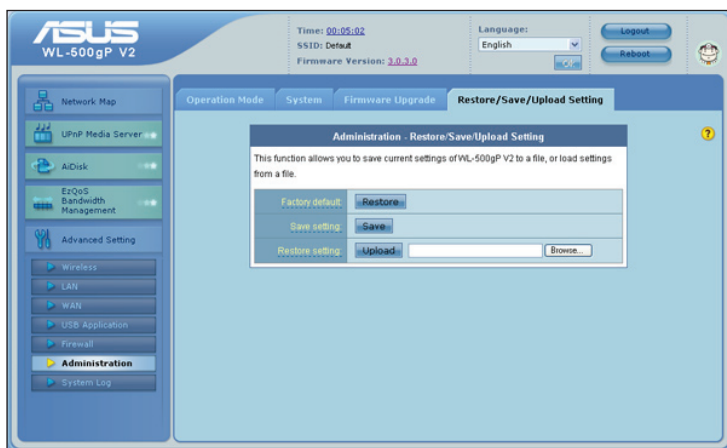 ASUS
WL-500gP V2
Time: 00:05:02
SSID: Default
Firmware Version: 3.0.3.0
Language:
English
Logout
Reboot
Network Map
UPnP Media Server
AiDisk
EzQoS
Bandwidth
Management
Advanced Setting
Wireless
LAN
WAN
USB Application
Firewall
Administration
System Log
Operation Mode
System
Firmware Upgrade
Restore/Save/Upload Setting
Administration - Restore/Save/Upload Setting
?
This function allows you to save current settings of WL-500gP V2 to a file, or load settings
from a file.
Factory default: Restore
Save setting: Save
Restore setting: Upload Browse...